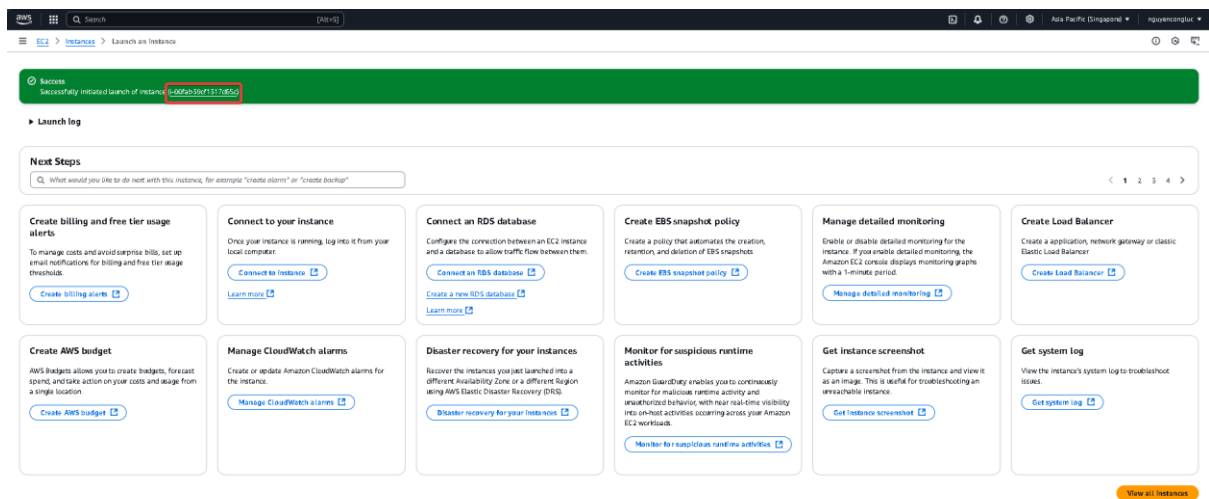 aws
Search
[Alt+S]
Asia Pacific (Singapore)
nguyencongluc
EC2 > Instances > Launch an instance
Success
Successfully initiated launch of instance (i-00fab39cf1317d65c)
Launch log
Next Steps
What would you like to do next with this instance, for example "create alarm" or "create backup"
1 2 3 4
Create billing and free tier usage
alerts
To manage costs and avoid surprise bills, set up
email notifications for billing and free tier usage
thresholds.
Create billing alerts
Connect to your instance
Once your instance is running, log into it from your
local computer.
Connect to instance
Learn more
Connect an RDS database
Configure the connection between an EC2 instance
and a database to allow traffic flow between them.
Connect an RDS database
Create a new RDS database
Learn more
Create EBS snapshot policy
Create a policy that automates the creation,
retention, and deletion of EBS snapshots
Create EBS snapshot policy
Manage detailed monitoring
Enable or disable detailed monitoring for the
instance. If you enable detailed monitoring, the
Amazon EC2 console displays monitoring graphs
with a 1-minute period.
Manage detailed monitoring
Create Load Balancer
Create a application, network gateway or classic
Elastic Load Balancer
Create Load Balancer
Create AWS budget
AWS Budgets allows you to create budgets, forecast
spend, and take action on your costs and usage from
a single location.
Create AWS budget
Manage CloudWatch alarms
Create or update Amazon CloudWatch alarms for
the instance.
Manage CloudWatch alarms
Disaster recovery for your instances
Recover the instances you just launched into a
different Availability Zone or a different Region
using AWS Elastic Disaster Recovery (DRS).
Disaster recovery for your instances
Monitor for suspicious runtime
activities
Amazon GuardDuty enables you to continuously
monitor for malicious runtime activity and
unauthorized behavior, with near real-time visibility
into on-host activities occurring across your Amazon
EC2 workloads.
Monitor for suspicious runtime activities
Get instance screenshot
Capture a screenshot from the instance and view it
as an image. This is useful for troubleshooting an
unreachable instance.
Get instance screenshot
Get system log
View the instance's system log to troubleshoot
issues.
Get system log
View all instances